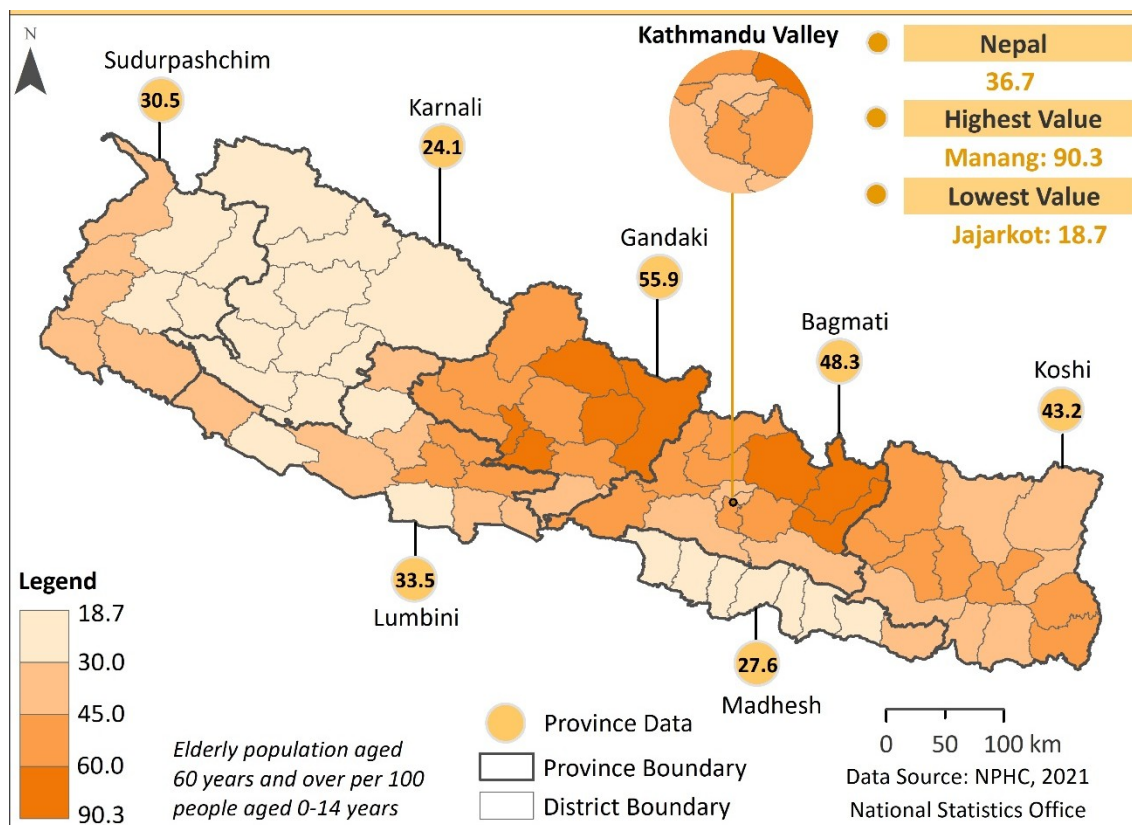 N
Sudurpashchim
30.5
Karnali
24.1
Gandaki
55.9
Kathmandu Valley
Bagmati
48.3
Koshi
43.2
Nepal
36.7
Highest Value
Manang: 90.3
Lowest Value
Jajarkot: 18.7
33.5
Lumbini
27.6
Madhesh
Legend
18.7
30.0
45.0
60.0
90.3
Elderly population aged
60 years and over per 100
people aged 0-14 years
Province Data
Province Boundary
District Boundary
0 50 100 km
Data Source: NPHC, 2021
National Statistics Office